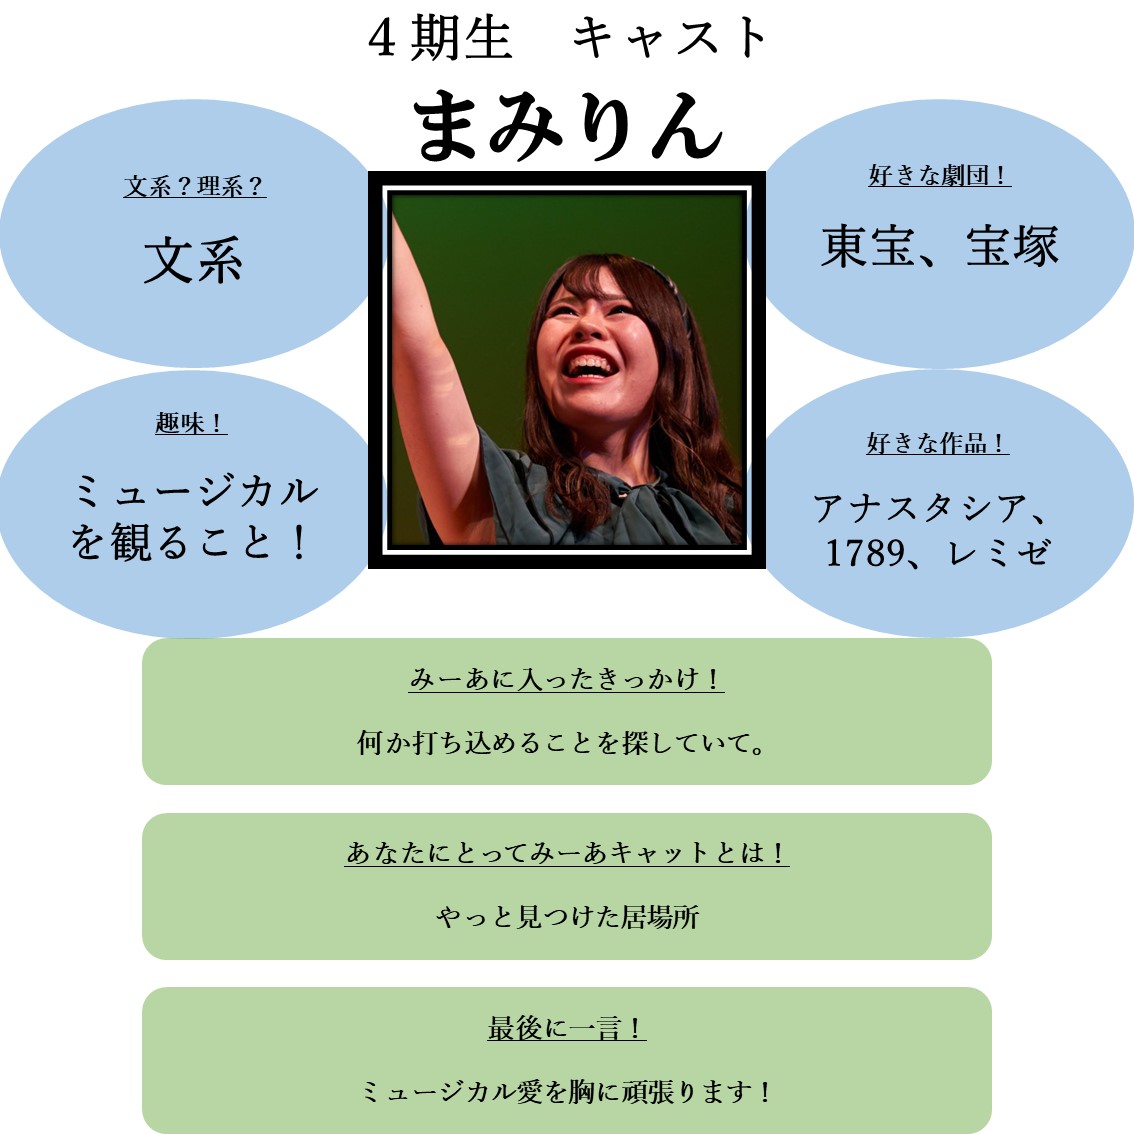 ４期生　キャスト
まみりん
文系？理系？
文系
好きな劇団！
東宝、宝塚
趣味！
ミュージカル
を観ること！
好きな作品！
アナスタシア、
1789、レミゼ
みーあに入ったきっかけ！
何か打ち込めることを探していて。
あなたにとってみーあキャットとは！
やっと見つけた居場所
最後に一言！
ミュージカル愛を胸に頑張ります！